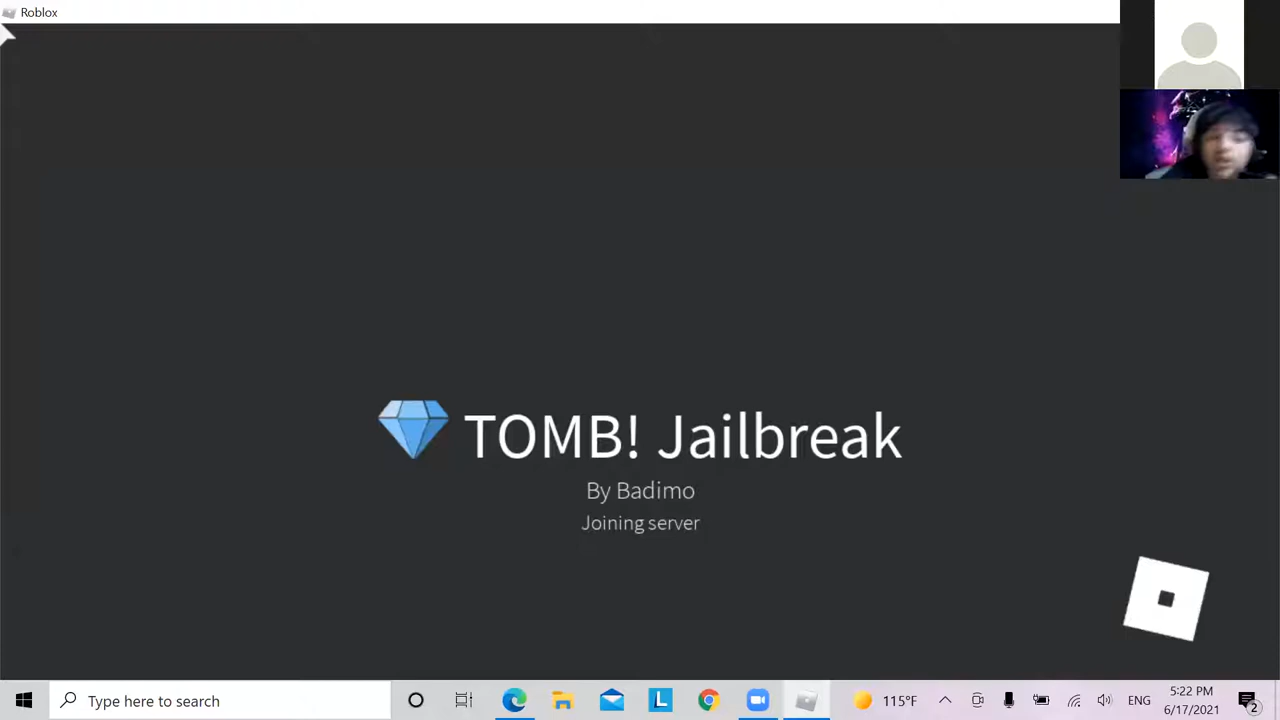 Roblox
TOMB! Jailbreak
By Badimo
Joining server
Type here to search
L
115°F
ENG
5:22 PM
6/17/2021
2